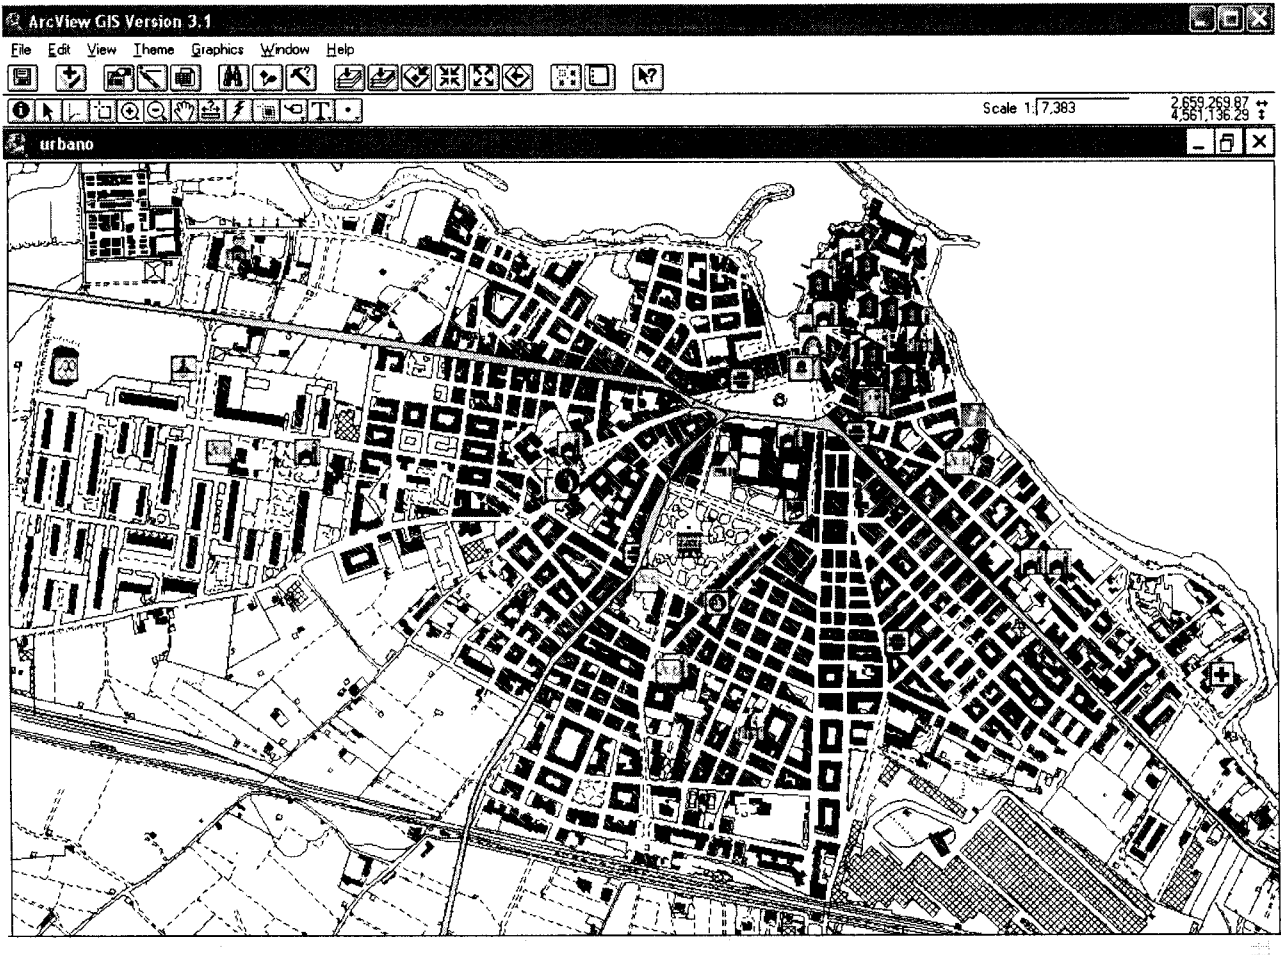 ArcView GIS Version 3.1
File Edit View Theme Graphics Window Help
Scale 1: 7,383
2,659,269.87
4,561,136.29
urbano